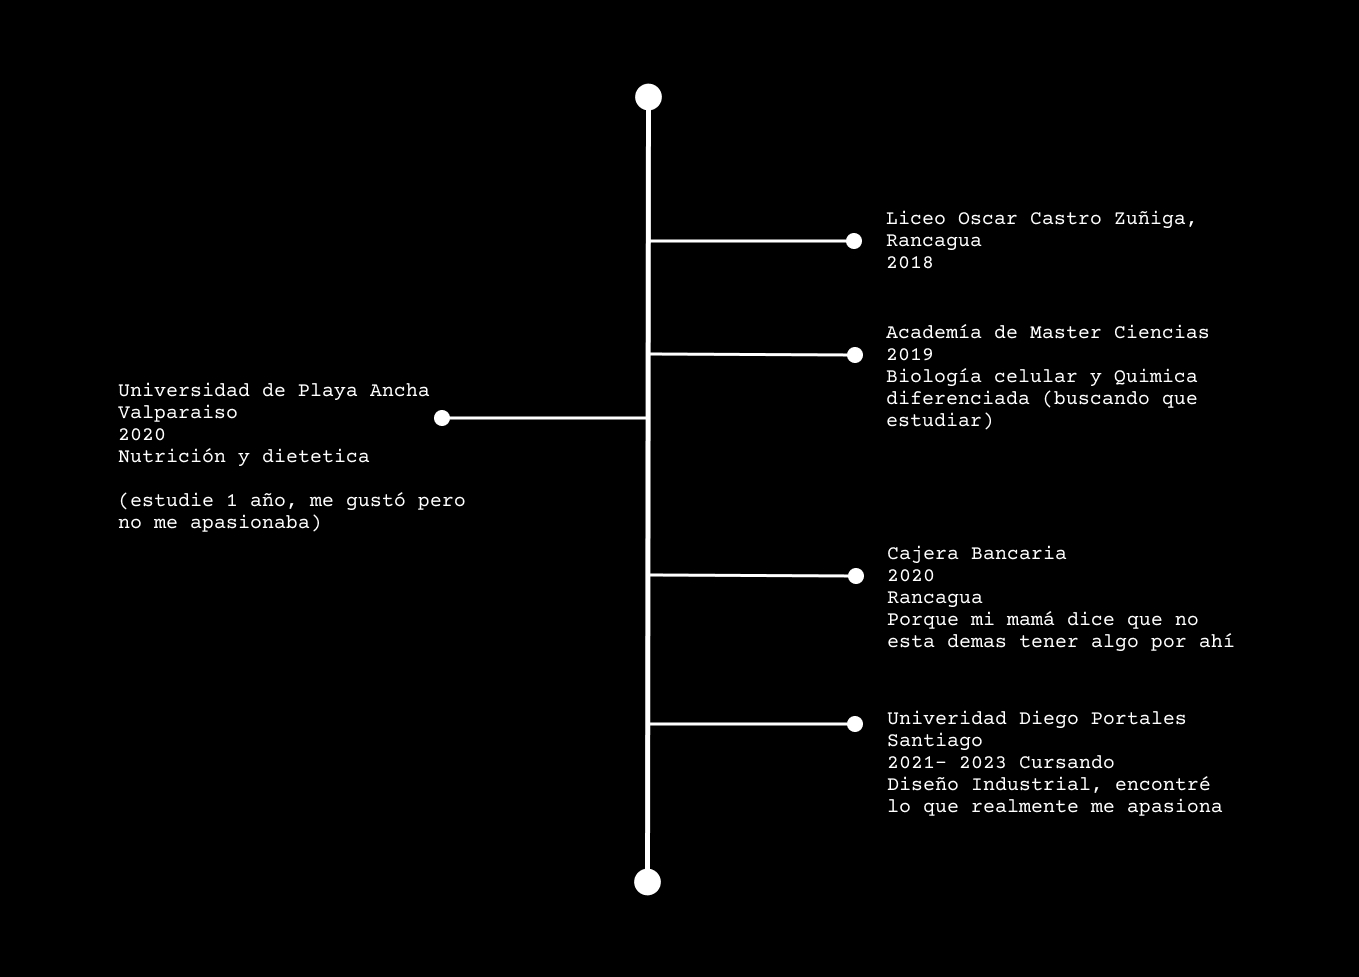 Liceo Oscar Castro Zuñiga,
Rancagua
2018
Academía de Master Ciencias
2019
Biología celular y Quimica
diferenciada (buscando que
estudiar)
Universidad de Playa Ancha
Valparaiso
2020
Nutrición y dietetica
(estudie 1 año, me gustó pero
no me apasionaba)
Cajera Bancaria
2020
Rancagua
Porque mi mamá dice que no
esta demas tener algo por ahí
Univeridad Diego Portales
Santiago
2021- 2023 Cursando
Diseño Industrial, encontré
lo que realmente me apasiona